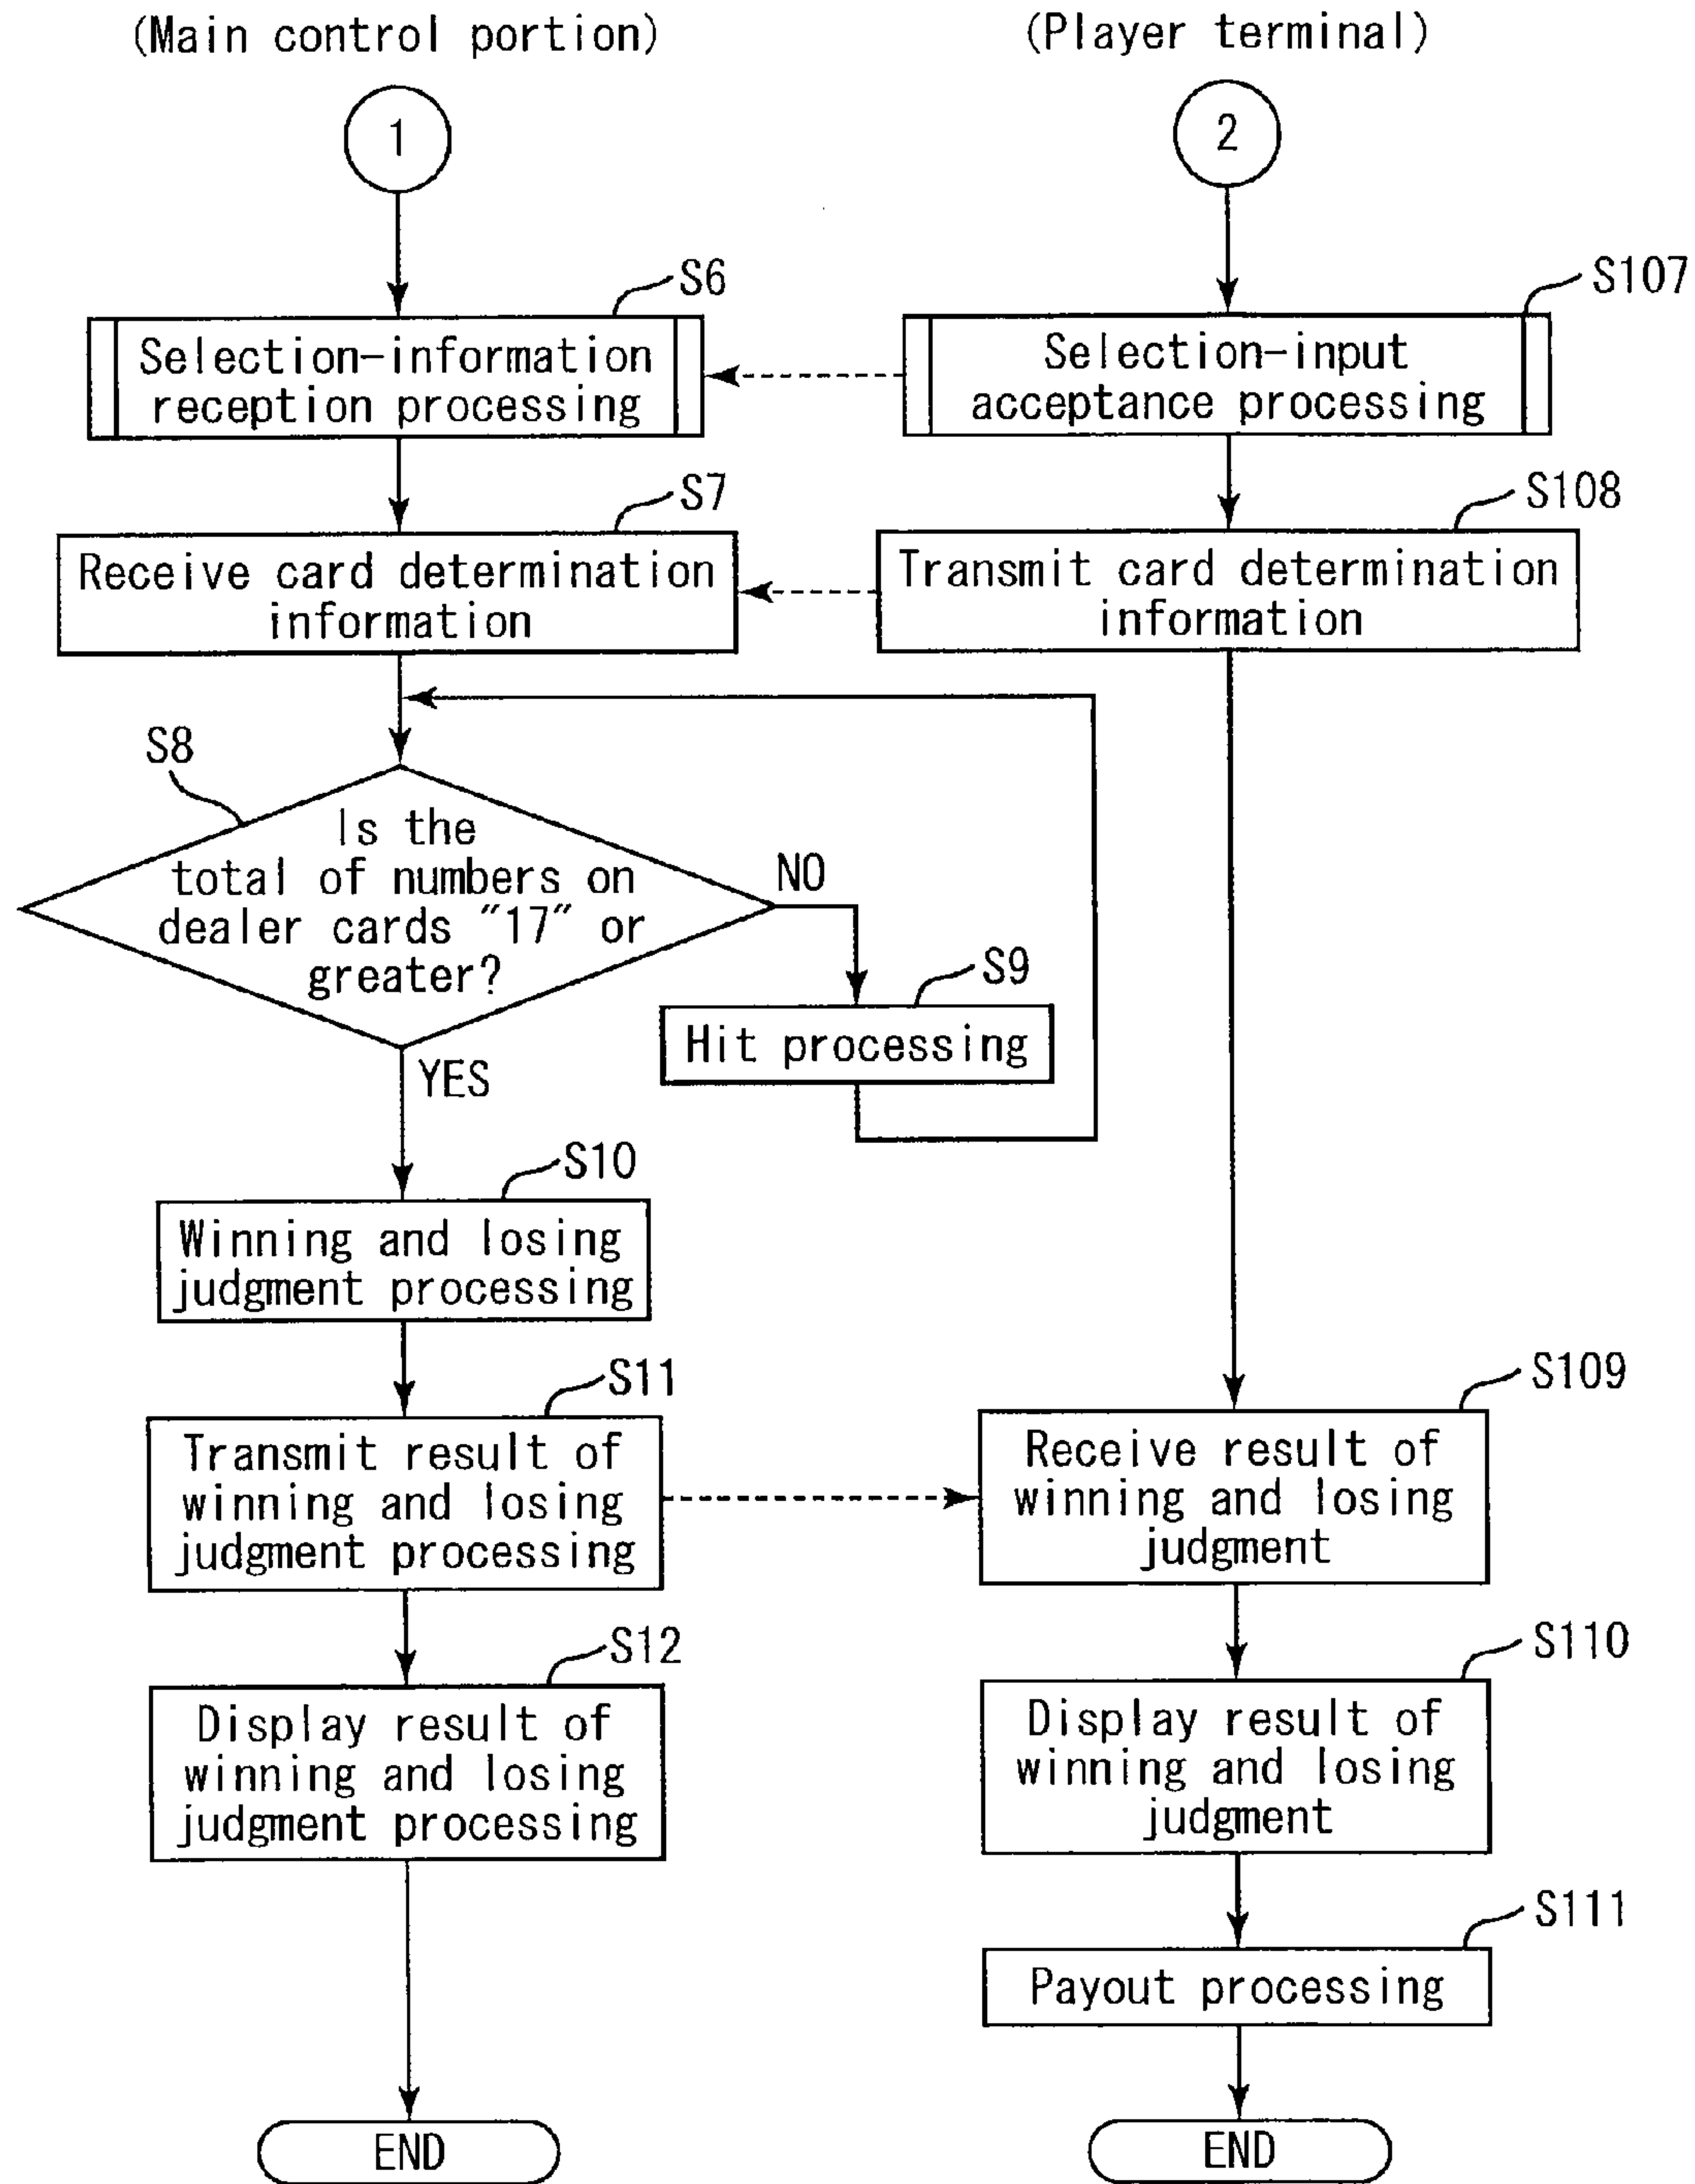 (Main control portion)
(Player terminal)
1
2
S6
S107
Selection-information
reception processing
Selection-input
acceptance processing
S7
S108
Receive card determination
information
Transmit card determination
information
S8
Is the
total of numbers on
dealer cards "17" or
greater?
NO
S9
Hit processing
YES
S10
Winning and losing
judgment processing
S11
S109
Transmit result of
winning and losing
judgment processing
Receive result of
winning and losing
judgment
S12
S110
Display result of
winning and losing
judgment processing
Display result of
winning and losing
judgment
S111
Payout processing
END
END